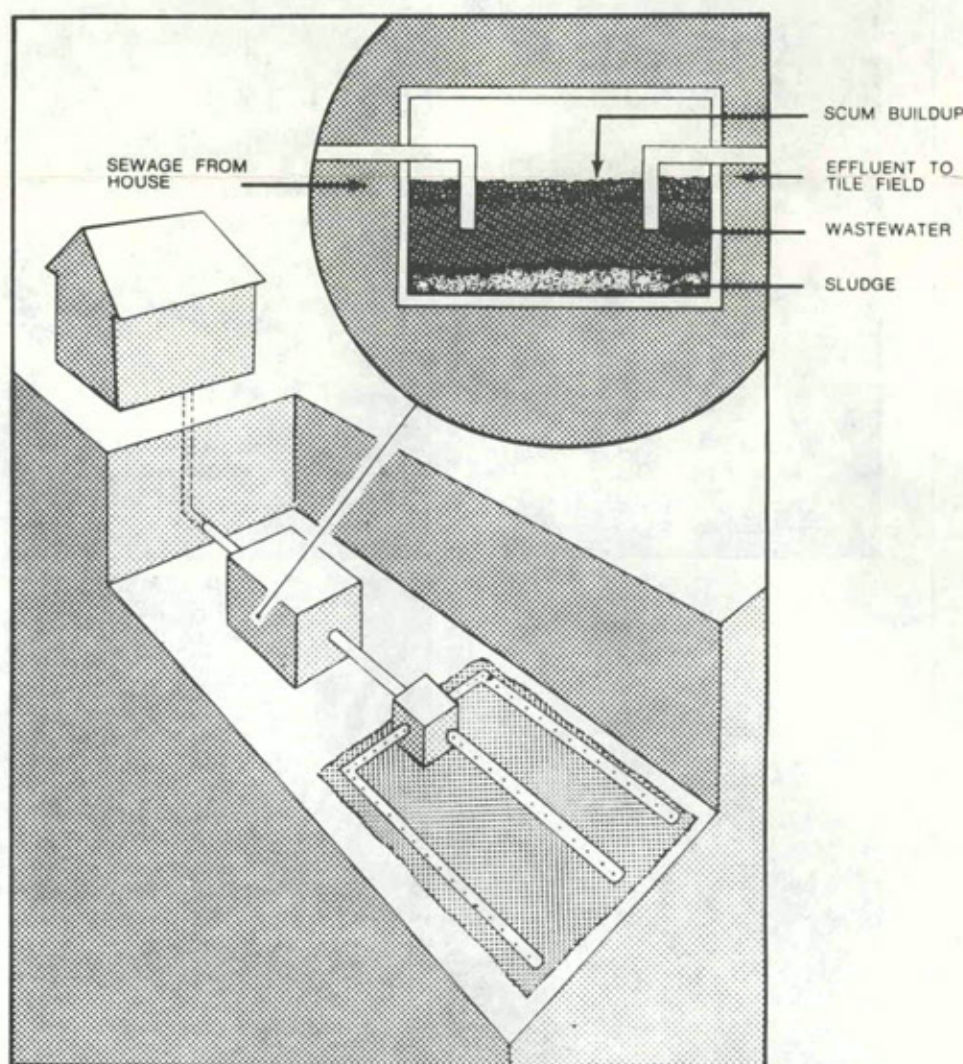 SCUM BUILDUP
SEWAGE FROM
HOUSE
EFFLUENT TO
TILE FIELD
WASTEWATER
SLUDGE